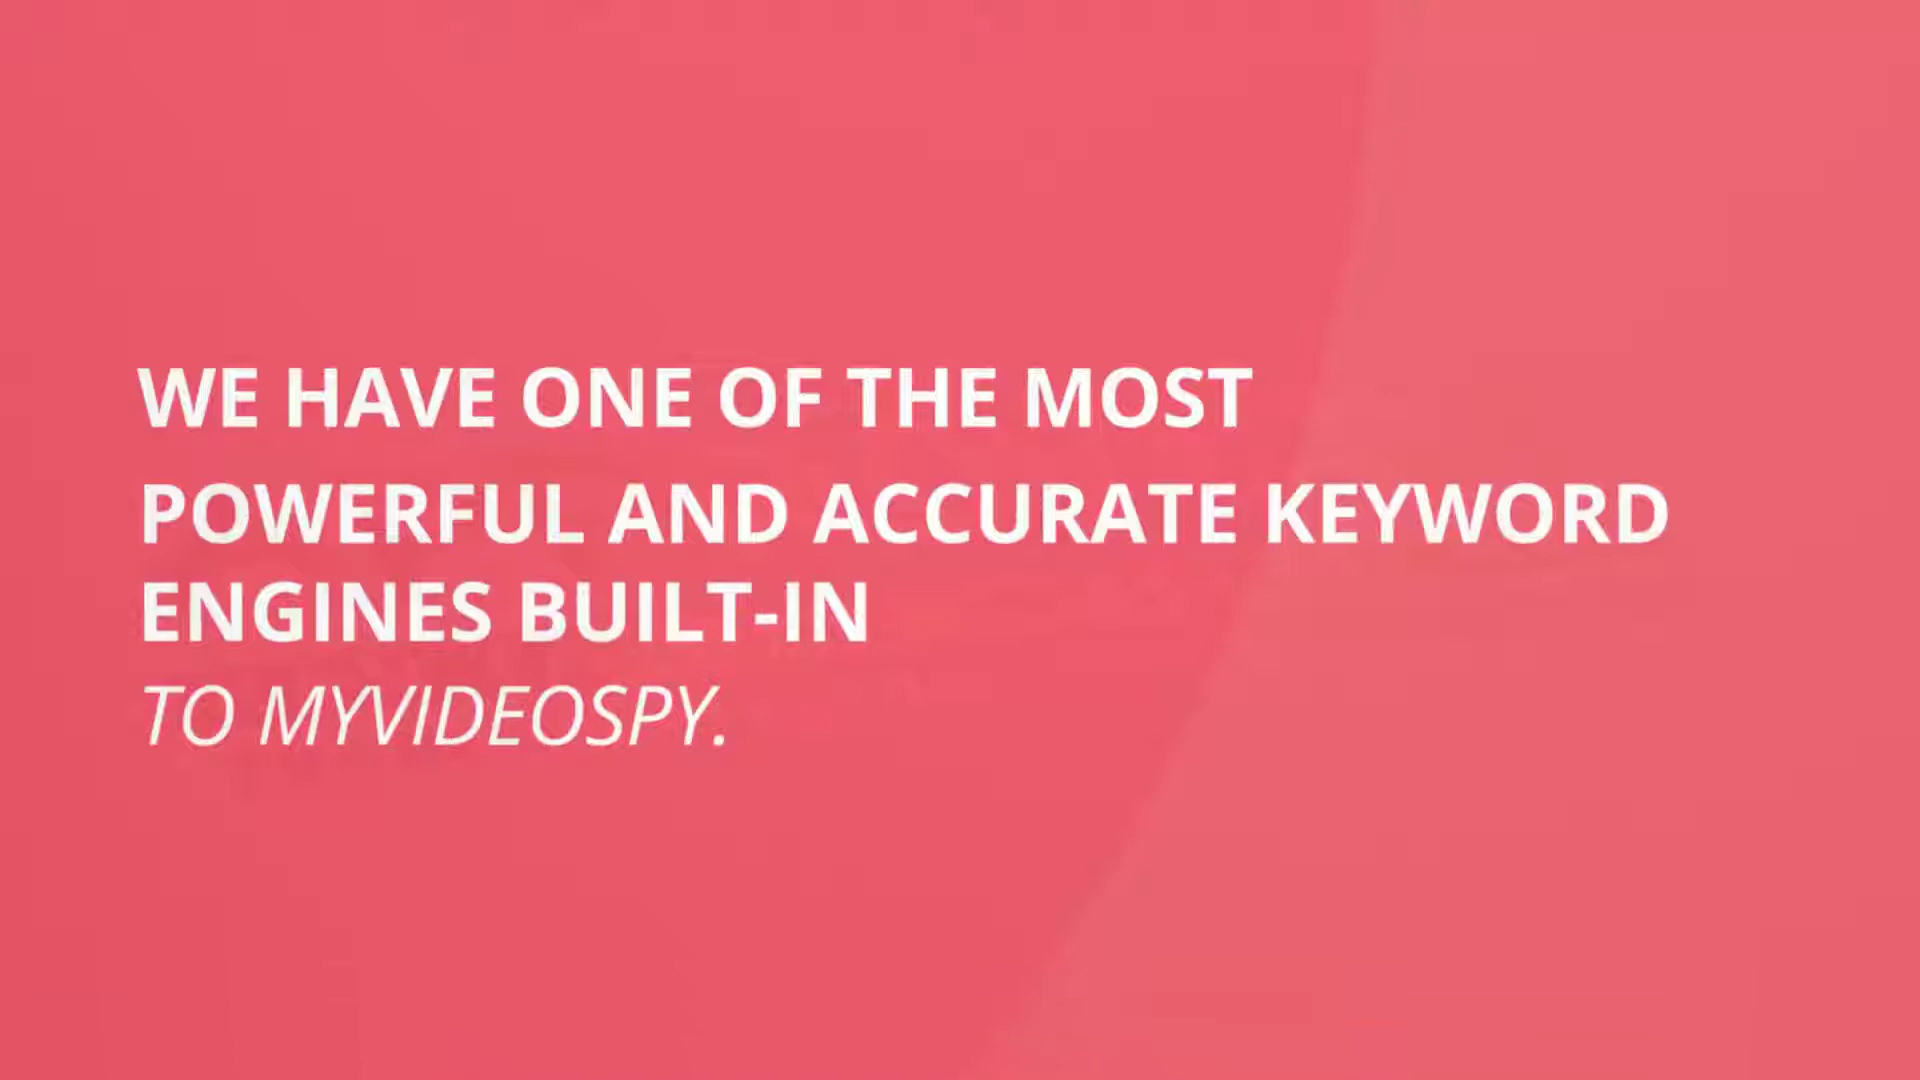 WE HAVE ONE OF THE MOST
POWERFUL AND ACCURATE KEYWORD
ENGINES BUILT-IN
TO MYVIDEOSPY.